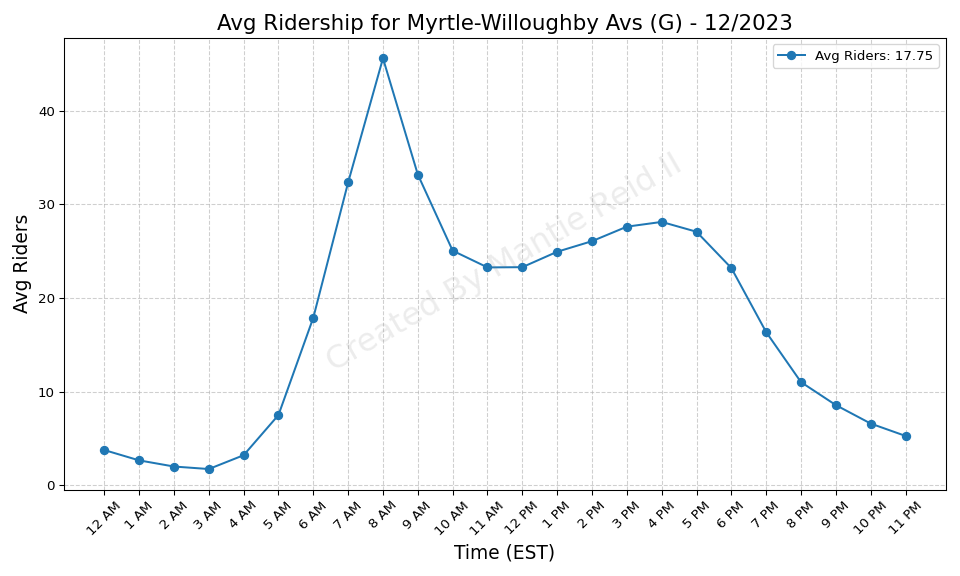 Avg Ridership for Myrtle-Willoughby Avs (G) - 12/2023
Avg Riders: 17.75
Avg Riders
40
30
20
10
0
Created By Mantie Reid II
12 AM
1 AM
2 AM
3 AM
4 AM
5 AM
6 AM
7 AM
8 AM
9 AM
10 AM
11 AM
12 PM
1 PM
2 PM
3 PM
4 PM
5 PM
6 PM
7 PM
8 PM
9 PM
10 PM
11 PM
Time (EST)